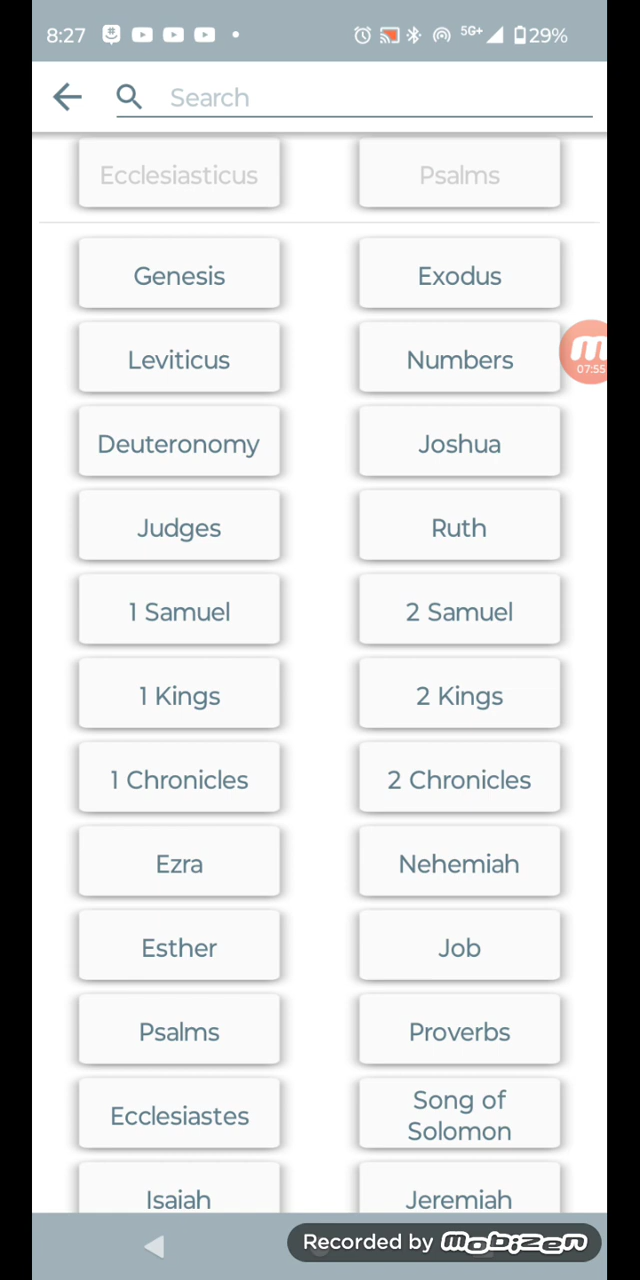 8:27 5G+ 29%
Search
Ecclesiasticus Psalms
Genesis Exodus
Leviticus Numbers
07:55
Deuteronomy Joshua
Judges Ruth
1 Samuel 2 Samuel
1 Kings 2 Kings
1 Chronicles 2 Chronicles
Ezra Nehemiah
Esther Job
Psalms Proverbs
Ecclesiastes Song of
Solomon
Isaiah Jeremiah
Recorded by mobizen